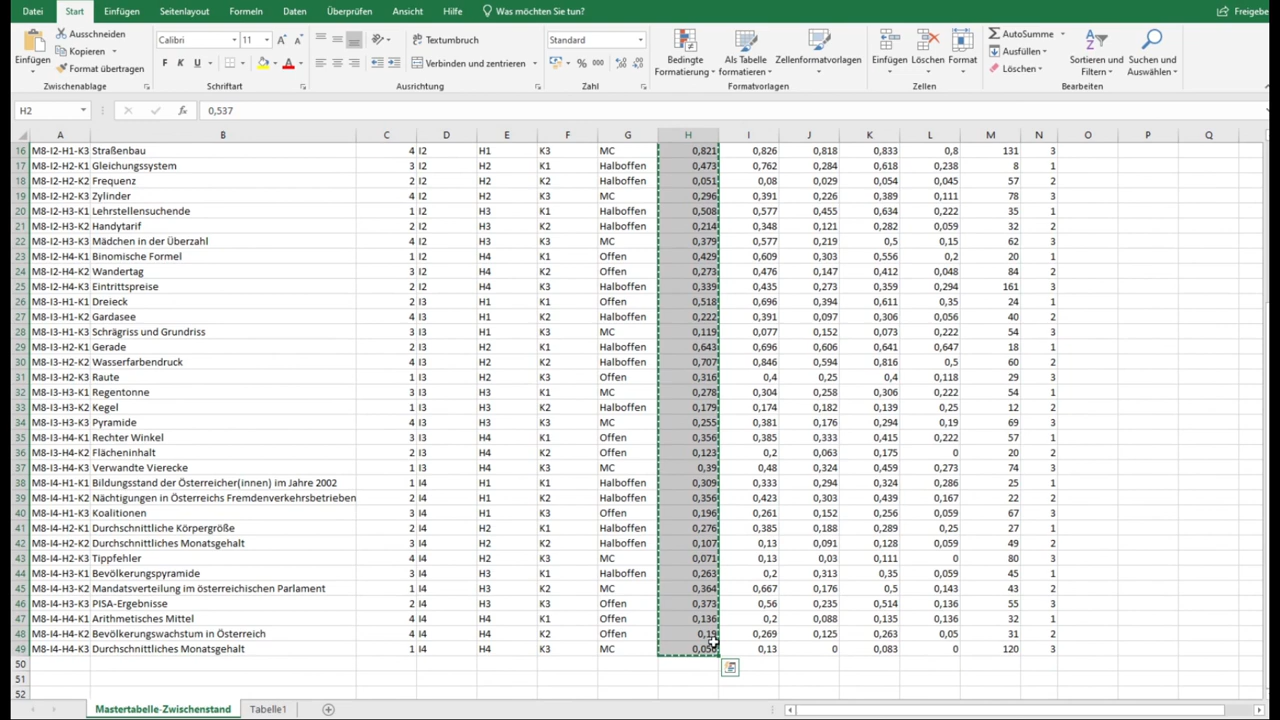 Datei Start Einfügen Seitenlayout Formeln Daten Überprüfen Ansicht Hilfe Was möchten Sie tun? Freigebe
Einfügen Ausschneiden Kopieren Format übertragen Zwischenablage
Calibri 11 F K U Schriftart
Textumbruch Verbinden und zentrieren Ausrichtung
Standard % 000 Zahl
Bedingte Formatierung Als Tabelle formatieren Zellenformatvorlagen Formatvorlagen
Einfügen Löschen Format Zellen
AutoSumme Ausfüllen Löschen Sortieren und Filtern Suchen und Auswählen Bearbeiten
H2 fx 0,537
A B C D E F G H I J K L M N O P Q
16 M8-I2-H1-K3 Straßenbau 4 I2 H1 K3 MC 0,821 0,826 0,818 0,833 0,8 131 3
17 M8-I2-H2-K1 Gleichungssystem 3 I2 H2 K1 Halboffen 0,473 0,762 0,284 0,618 0,238 8 1
18 M8-I2-H2-K2 Frequenz 4 I2 H2 K2 Halboffen 0,051 0,08 0,029 0,054 0,045 57 2
19 M8-I2-H2-K3 Zylinder 4 I2 H2 K3 MC 0,296 0,391 0,226 0,389 0,111 78 3
20 M8-I2-H3-K1 Lehrstellensuchende 2 I2 H3 K1 Halboffen 0,508 0,577 0,455 0,634 0,222 35 1
21 M8-I2-H3-K2 Handytarif 2 I2 H3 K2 Halboffen 0,214 0,348 0,121 0,282 0,059 32 2
22 M8-I2-H3-K3 Mädchen in der Überzahl 4 I2 H3 K3 MC 0,379 0,577 0,219 0,5 0,15 62 3
23 M8-I2-H4-K1 Binomische Formel 1 I2 H4 K1 Offen 0,429 0,609 0,303 0,556 0,2 20 1
24 M8-I2-H4-K2 Wandertag 3 I2 H4 K2 Offen 0,273 0,476 0,147 0,412 0,048 84 2
25 M8-I2-H4-K3 Eintrittspreise 2 I2 H4 K3 Halboffen 0,339 0,435 0,273 0,359 0,294 161 3
26 M8-I3-H1-K1 Dreieck 2 I3 H1 K1 Offen 0,518 0,696 0,394 0,611 0,35 24 1
27 M8-I3-H1-K2 Gardasee 4 I3 H1 K2 Halboffen 0,222 0,391 0,097 0,306 0,056 40 2
28 M8-I3-H1-K3 Schrägriss und Grundriss 3 I3 H1 K3 MC 0,119 0,077 0,152 0,073 0,222 54 3
29 M8-I3-H2-K1 Gerade 2 I3 H2 K1 Halboffen 0,643 0,696 0,606 0,641 0,647 18 1
30 M8-I3-H2-K2 Wasserfarbendruck 4 I3 H2 K2 Halboffen 0,707 0,846 0,594 0,816 0,5 60 2
31 M8-I3-H2-K3 Raute 1 I3 H2 K3 Offen 0,316 0,4 0,25 0,4 0,118 29 3
32 M8-I3-H3-K1 Regentonne 3 I3 H3 K1 Halboffen 0,278 0,304 0,258 0,306 0,222 56 1
33 M8-I3-H3-K2 Kegel 1 I3 H3 K2 Halboffen 0,179 0,174 0,182 0,139 0,25 12 2
34 M8-I3-H3-K3 Pyramide 4 I3 H3 K3 MC 0,255 0,381 0,176 0,294 0,19 69 3
35 M8-I3-H4-K1 Rechter Winkel 1 I3 H4 K1 Offen 0,356 0,385 0,333 0,415 0,222 57 1
36 M8-I3-H4-K2 Flächeninhalt 2 I3 H4 K2 Offen 0,123 0,2 0,063 0,175 0 20 2
37 M8-I3-H4-K3 Verwandte Vierecke 1 I3 H4 K3 MC 0,39 0,48 0,324 0,459 0,273 74 3
38 M8-I4-H1-K1 Bildungsstand der Österreicher(innen) im Jahre 2002 1 I4 H1 K1 Halboffen 0,309 0,333 0,294 0,324 0,286 25 1
39 M8-I4-H1-K2 Nächtigungen in Österreichs Fremdenverkehrsbetrieben 2 I4 H1 K2 Halboffen 0,356 0,423 0,303 0,439 0,167 22 2
40 M8-I4-H1-K3 Koalitionen 3 I4 H1 K3 Offen 0,196 0,261 0,152 0,256 0,059 67 3
41 M8-I4-H2-K1 Durchschnittliche Körpergröße 3 I4 H2 K1 Halboffen 0,276 0,385 0,188 0,289 0,25 27 1
42 M8-I4-H2-K2 Durchschnittliches Monatsgehalt 3 I4 H2 K2 Halboffen 0,107 0,13 0,091 0,128 0,059 49 2
43 M8-I4-H2-K3 Tippfehler 4 I4 H2 K3 MC 0,071 0,13 0,03 0,111 0 80 3
44 M8-I4-H3-K1 Bevölkerungspyramide 3 I4 H3 K1 Halboffen 0,263 0,2 0,313 0,35 0,059 45 1
45 M8-I4-H3-K2 Mandatsverteilung im österreichischen Parlament 1 I4 H3 K2 MC 0,364 0,667 0,176 0,5 0,143 43 2
46 M8-I4-H3-K3 PISA-Ergebnisse 2 I4 H3 K3 Offen 0,373 0,56 0,235 0,514 0,136 55 3
47 M8-I4-H4-K1 Arithmetisches Mittel 1 I4 H4 K1 Offen 0,136 0,2 0,088 0,135 0,136 32 1
48 M8-I4-H4-K2 Bevölkerungswachstum in Österreich 4 I4 H4 K2 Offen 0,19 0,269 0,125 0,263 0,05 31 2
49 M8-I4-H4-K3 Durchschnittliches Monatsgehalt 1 I4 H4 K3 MC 0,13 0 0,083 0 120 3
50
51
52
Mastertabelle-Zwischenstand Tabelle1